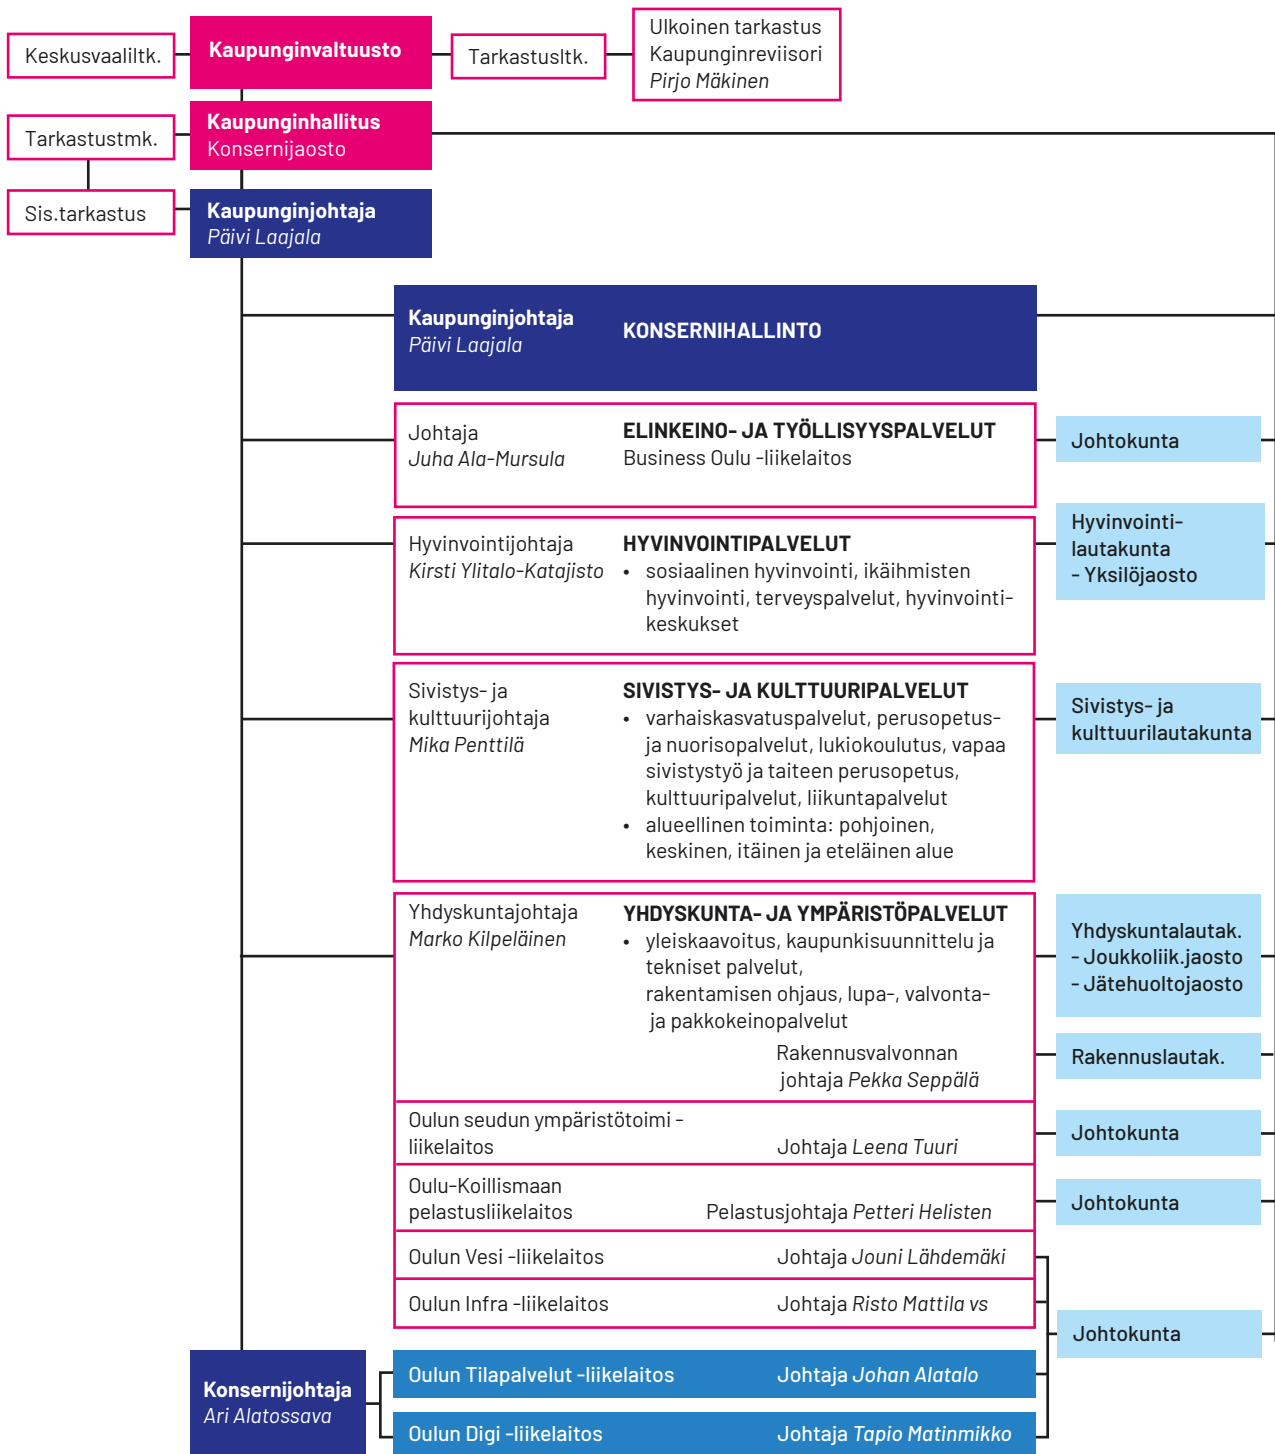 Keskusvaaliltk.
Kaupunginvaltuusto
Tarkastusltk.
Ulkoinen tarkastus
Kaupunginreviisori
Pirjo Mäkinen
Tarkastustmk.
Kaupunginhallitus
Konsernijaosto
Sis.tarkastus
Kaupunginjohtaja
Päivi Laajala
Kaupunginjohtaja
Päivi Laajala
KONSERNIHALLINTO
Johtaja
Juha Ala-Mursula
ELINKEINO- JA TYÖLLISYYSPALVELUT
Business Oulu -liikelaitos
Johtokunta
Hyvinvointijohtaja
Kirsti Ylitalo-Katajisto
HYVINVOINTIPALVELUT
• sosiaalinen hyvinvointi, ikäihmisten
hyvinvointi, terveyspalvelut, hyvinvointi-
keskukset
Hyvinvointi-
lautakunta
- Yksilöjaosto
Sivistys- ja
kulttuurijohtaja
Mika Penttilä
SIVISTYS- JA KULTTUURIPALVELUT
• varhaiskasvatuspalvelut, perusopetus-
ja nuorisopalvelut, lukiokoulutus, vapaa
sivistystyö ja taiteen perusopetus,
kulttuuripalvelut, liikuntapalvelut
• alueellinen toiminta: pohjoinen,
keskinen, itäinen ja eteläinen alue
Sivistys- ja
kulttuurilautakunta
Yhdyskuntajohtaja
Marko Kilpeläinen
YHDYSKUNTA- JA YMPÄRISTÖPALVELUT
• yleiskaavoitus, kaupunkisuunnittelu ja
tekniset palvelut,
rakentamisen ohjaus, lupa-, valvonta-
ja pakkokeinopalvelut
Rakennusvalvonnan
johtaja Pekka Seppälä
Yhdyskuntalautak.
- Joukkoliik.jaosto
- Jätehuoltojaosto
Rakennuslautak.
Oulun seudun ympäristötoimi -
liikelaitos
Johtaja Leena Tuuri
Johtokunta
Oulu-Koillismaan
pelastusliikelaitos
Pelastusjohtaja Petteri Helisten
Johtokunta
Oulun Vesi -liikelaitos
Johtaja Jouni Lähdemäki
Oulun Infra -liikelaitos
Johtaja Risto Mattila vs
Johtokunta
Konsernijohtaja
Ari Alatossava
Oulun Tilapalvelut -liikelaitos
Johtaja Johan Alatalo
Oulun Digi -liikelaitos
Johtaja Tapio Matinmikko